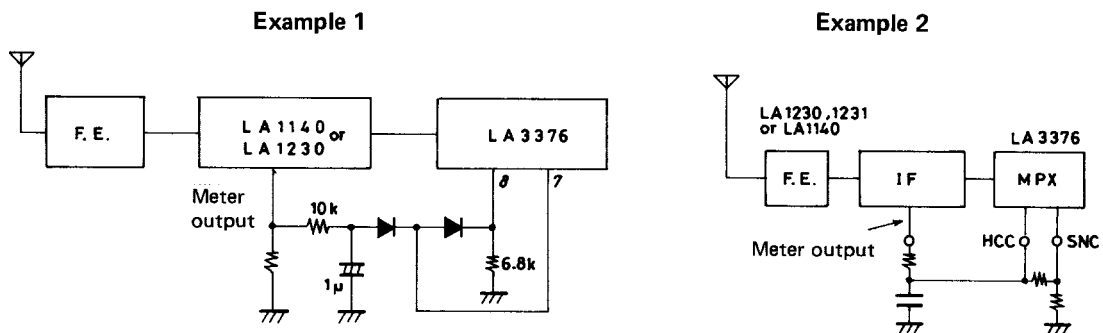 Example 1
F. E.
LA1140 or
LA1230
LA3376
8
7
Meter
output
10k
1μ
6.8k
Example 2
LA1230,1231
or LA1140
LA3376
F. E.
IF
MPX
Meter output
HCC
SNC